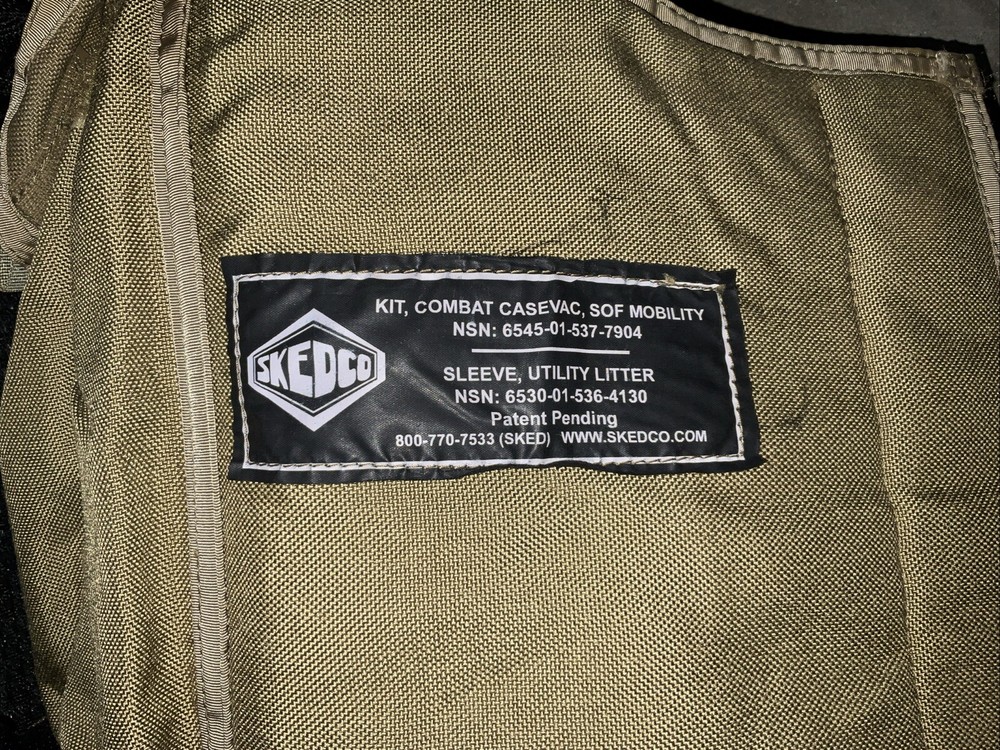 SKEDCO
KIT, COMBAT CASEVAC, SOF MOBILITY
NSN: 6545-01-537-7904
SLEEVE, UTILITY LITTER
NSN: 6530-01-536-4130
Patent Pending
800-770-7533 (SKED) WWW.SKEDCO.COM